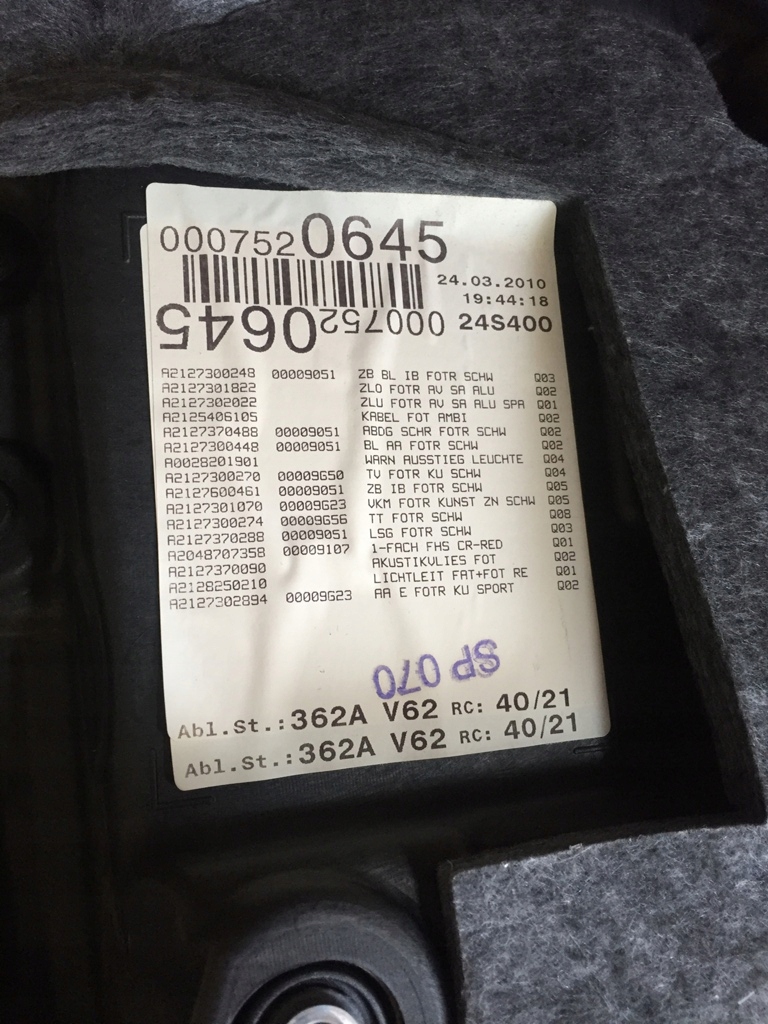 0007520645
24.03.2010
19:44:18
0007520645 24S400
A2127300248 00009051 ZB BL IB FOTR SCHW Q03
A2127301822 ZLO FOTR AV SA ALU Q02
A2127302022 ZLU FOTR AV SA ALU SPA Q01
A2125406105 KABEL FOT AMBI Q02
A2127370488 00009051 ABDG SCHR FOTR SCHW Q02
A2127300448 00009051 BL AA FOTR SCHW Q02
A0028201901 WARN AUSSTIEG LEUCHTE Q04
A2127300270 00009G50 TV FOTR KU SCHW Q04
A2127600461 00009051 ZB IB FOTR SCHW Q05
A2127301070 00009G23 VKM FOTR KUNST ZN SCHW Q05
A2127300274 00009G56 TT FOTR SCHW Q08
A2127370288 00009051 LSG FOTR SCHW Q03
A2048707358 00009107 1-FACH FHS CR-RED Q01
A2127370090 AKUSTIKVLIES FOT Q02
A2128250210 LICHTLEIT FAT+FOT RE Q01
A2127302894 00009G23 AA E FOTR KU SPORT Q02
SP 070
Abl.St.:362A V62 RC: 40/21
Abl.St.:362A V62 RC: 40/21